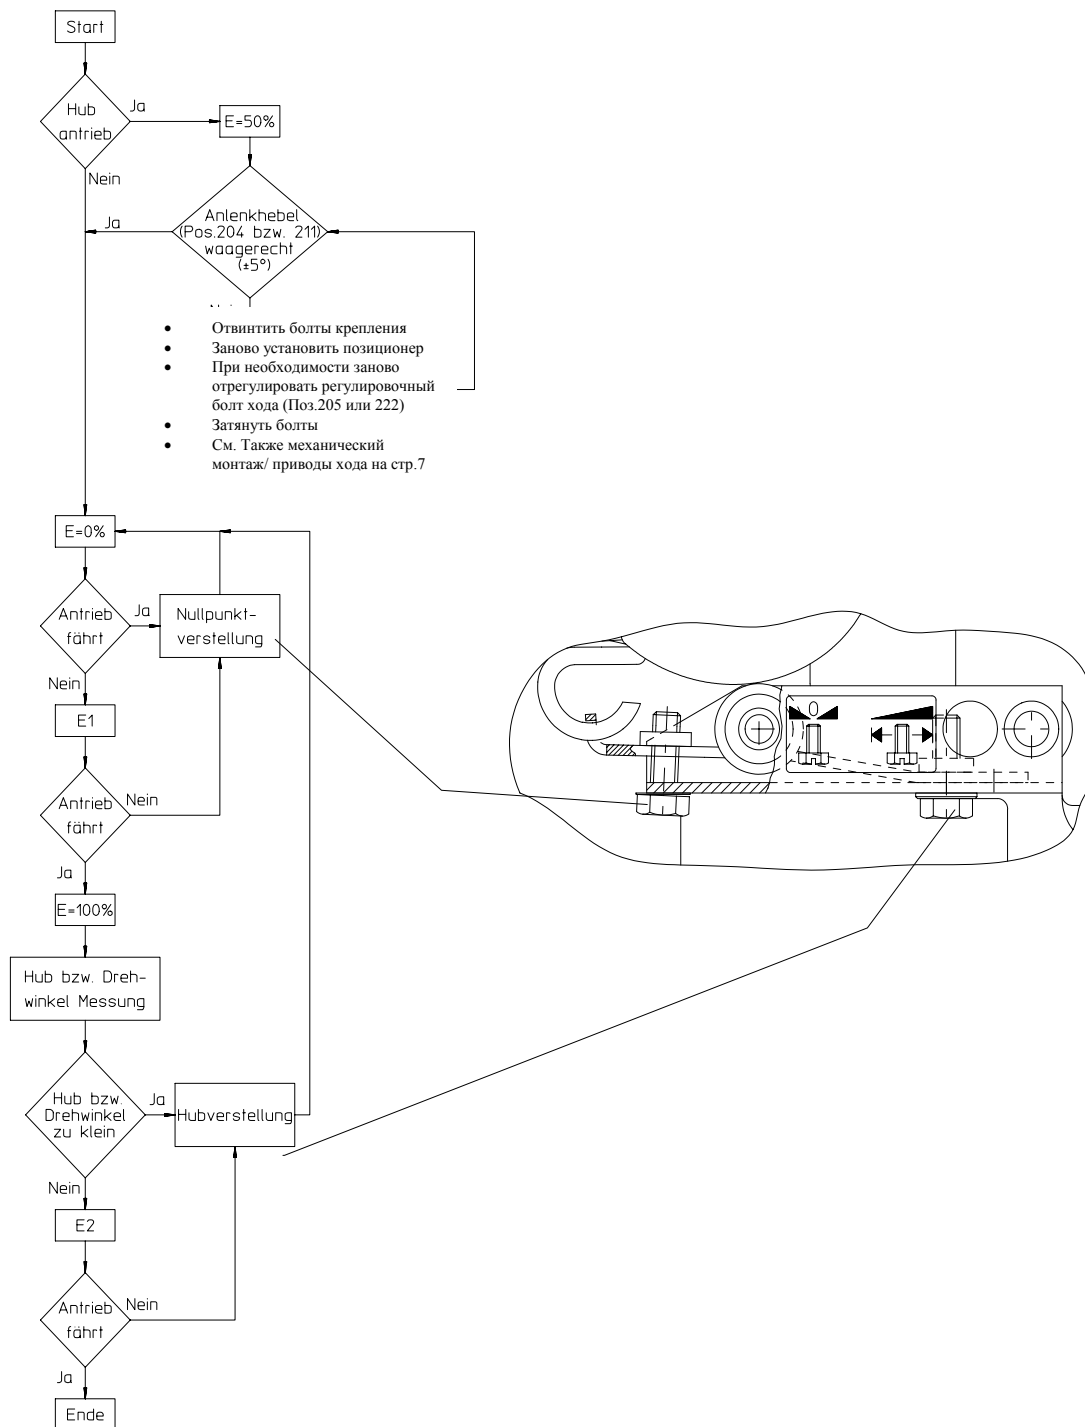 Start
Hub
antrieb
Ja
E=50%
Nein
Anlenkhebel
(Pos.204 bzw. 211)
waagerecht
(±5°)
Ja
• Отвинтить болты крепления
• Заново установить позиционер
• При необходимости заново
отрегулировать регулировочный
болт хода (Поз.205 или 222)
• Затянуть болты
• См. Также механический
монтаж/ приводы хода на стр.7
E=0%
Antrieb
fährt
Ja
Nullpunkt-
verstellung
Nein
E1
Antrieb
fährt
Nein
Ja
E=100%
Hub bzw. Dreh-
winkel Messung
Hub bzw.
Drehwinkel
zu klein
Ja
Hubverstellung
Nein
E2
Antrieb
fährt
Nein
Ja
Ende
0